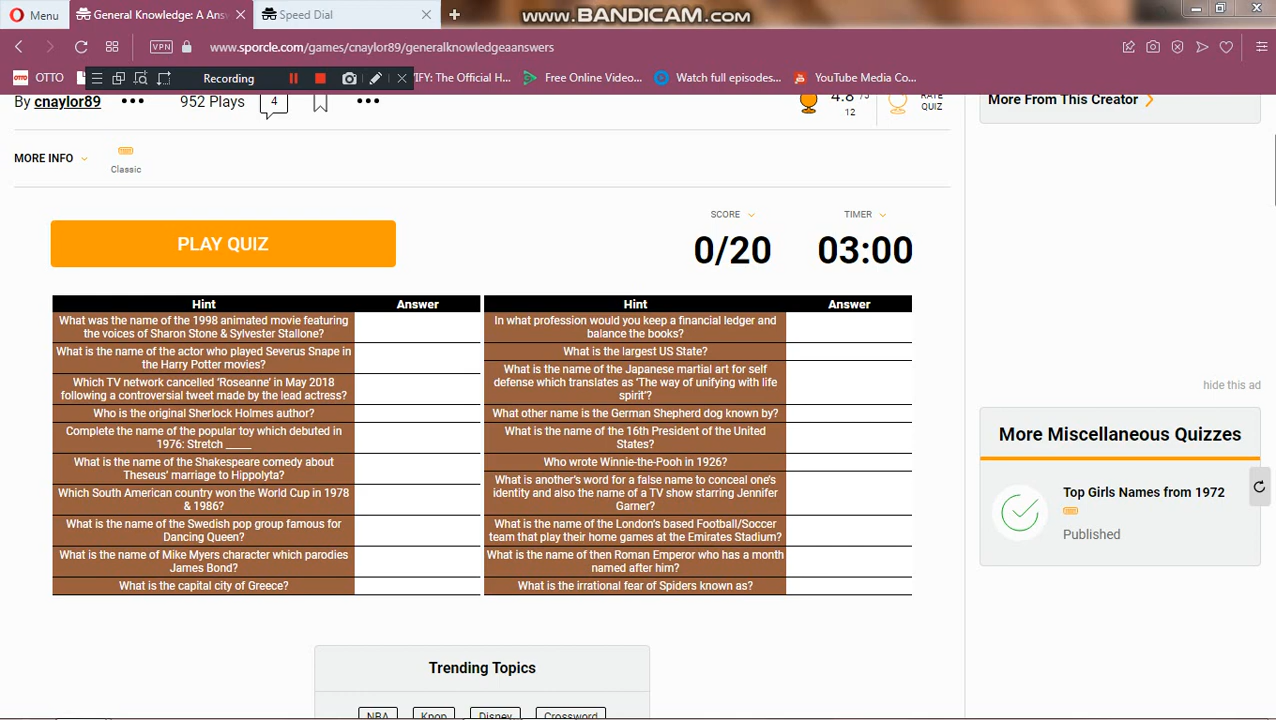 Menu
General Knowledge: A Ans
Speed Dial
www.BANDICAM.com
VPN
www.sporcle.com/games/cnaylor89/generalknowledgeaanswers
OTTO
Recording
IFY: The Official H...
Free Online Video...
Watch full episodes...
YouTube Media Co...
By cnaylor89
952 Plays
4
4.8 /5
12
RATE
QUIZ
More From This Creator
MORE INFO
Classic
PLAY QUIZ
SCORE
0/20
TIMER
03:00
Hint
Answer
What was the name of the 1998 animated movie featuring
the voices of Sharon Stone & Sylvester Stallone?
What is the name of the actor who played Severus Snape in
the Harry Potter movies?
Which TV network cancelled 'Roseanne' in May 2018
following a controversial tweet made by the lead actress?
Who is the original Sherlock Holmes author?
Complete the name of the popular toy which debuted in
1976: Stretch _____
What is the name of the Shakespeare comedy about
Theseus' marriage to Hippolyta?
Which South American country won the World Cup in 1978
& 1986?
What is the name of the Swedish pop group famous for
Dancing Queen?
What is the name of Mike Myers character which parodies
James Bond?
What is the capital city of Greece?
Hint
Answer
In what profession would you keep a financial ledger and
balance the books?
What is the largest US State?
What is the name of the Japanese martial art for self
defense which translates as 'The way of unifying with life
spirit'?
What other name is the German Shepherd dog known by?
What is the name of the 16th President of the United
States?
Who wrote Winnie-the-Pooh in 1926?
What is another's word for a false name to conceal one's
identity and also the name of a TV show starring Jennifer
Garner?
What is the name of the London's based Football/Soccer
team that play their home games at the Emirates Stadium?
What is the name of then Roman Emperor who has a month
named after him?
What is the irrational fear of Spiders known as?
hide this ad
More Miscellaneous Quizzes
Top Girls Names from 1972
Published
Trending Topics
NBA
Kpop
Disney
Crossword